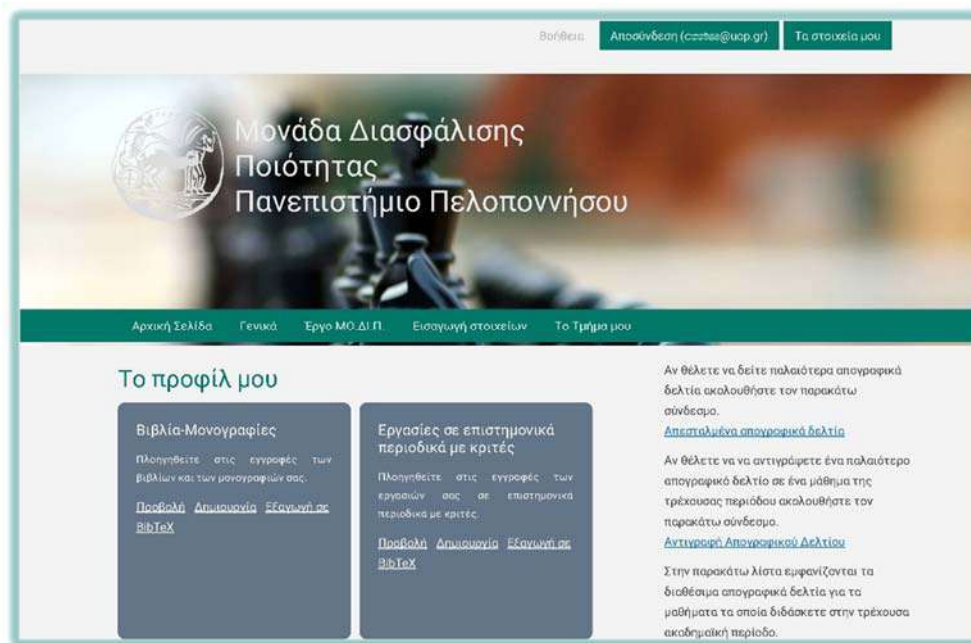 Βοήθεια
Αποσύνδεση (costas@uop.gr)
Τα στοιχεία μου
Μονάδα Διασφάλισης
Ποιότητας
Πανεπιστήμιο Πελοποννήσου
Αρχική Σελίδα
Γενικά
Έργο ΜΟ.ΔΙ.Π.
Εισαγωγή στοιχείων
Το Τμήμα μου
Το προφίλ μου
Βιβλία-Μονογραφίες
Πλοηγηθείτε στις εγγραφές των
βιβλίων και των μονογραφιών σας.
Προβολή Δημιουργία Εξαγωγή σε
BibTeX
Εργασίες σε επιστημονικά
περιοδικά με κριτές
Πλοηγηθείτε στις εγγραφές των
εργασιών σας σε επιστημονικά
περιοδικά με κριτές.
Προβολή Δημιουργία Εξαγωγή σε
BibTeX
Αν θέλετε να δείτε παλαιότερα απογραφικά
δελτία ακολουθήστε τον παρακάτω
σύνδεσμο.
Απεσταλμένα απογραφικά δελτία
Αν θέλετε να να αντιγράψετε ένα παλαιότερο
απογραφικό δελτίο σε ένα μάθημα της
τρέχουσας περιόδου ακολουθήστε τον
παρακάτω σύνδεσμο.
Αντιγραφή Απογραφικού Δελτίου
Στην παρακάτω λίστα εμφανίζονται τα
διαθέσιμα απογραφικά δελτία για τα
μαθήματα τα οποία διδάσκετε στην τρέχουσα
ακαδημαϊκή περίοδο.